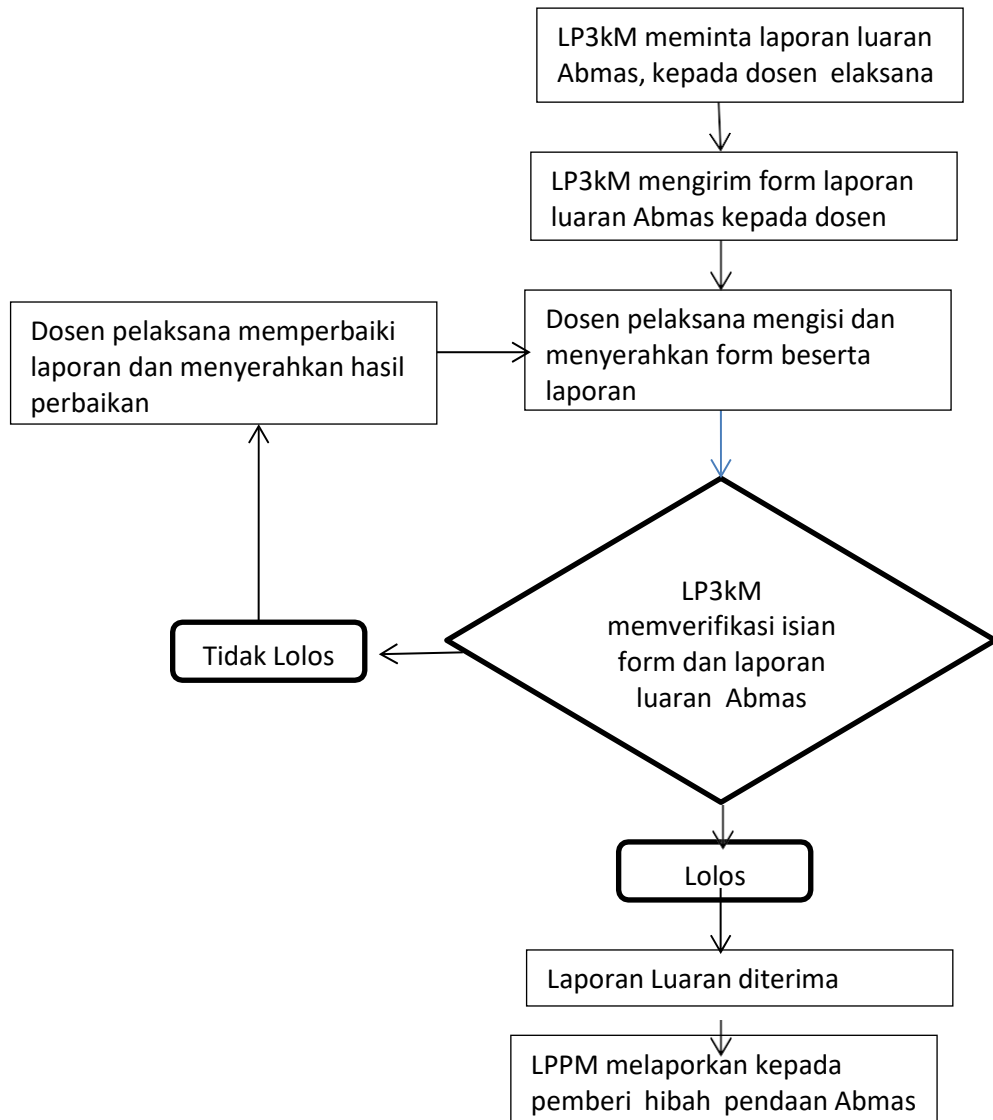 LP3kM meminta laporan luaran
Abmas, kepada dosen  elaksana
LP3kM mengirim form laporan
luaran Abmas kepada dosen
Dosen pelaksana mengisi dan
menyerahkan form beserta
laporan
Dosen pelaksana memperbaiki
laporan dan menyerahkan hasil
perbaikan
LP3kM
memverifikasi isian
form dan laporan
luaran  Abmas
Tidak Lolos
Lolos
Laporan Luaran diterima
LPPM melaporkan kepada
pemberi  hibah pendaan Abmas